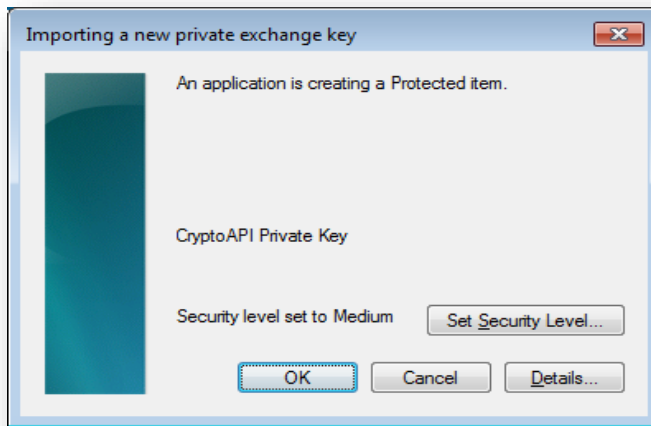 Importing a new private exchange key
An application is creating a Protected item.
CryptoAPI Private Key
Security level set to Medium
Set Security Level...
OK
Cancel
Details...